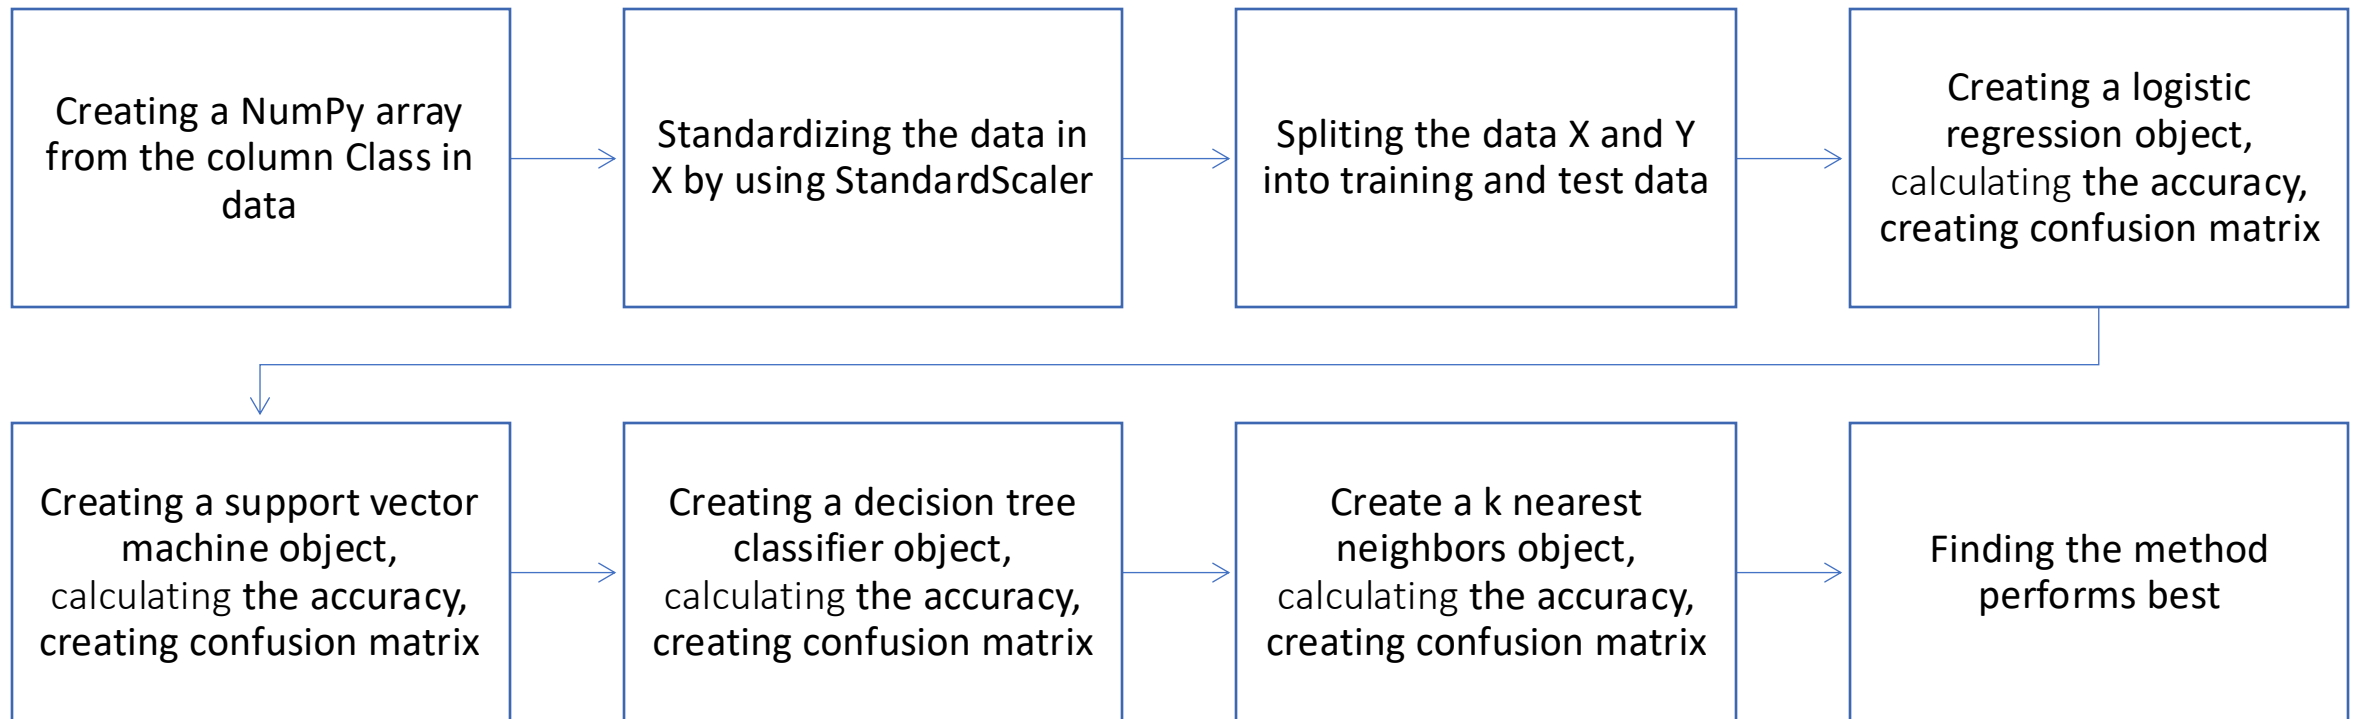 Creating a NumPy array
from the column Class in
data
Standardizing the data in
X by using StandardScaler
Spliting the data X and Y
into training and test data
Creating a logistic
regression object,
calculating the accuracy,
creating confusion matrix
Creating a support vector
machine object,
calculating the accuracy,
creating confusion matrix
Creating a decision tree
classifier object,
calculating the accuracy,
creating confusion matrix
Create a k nearest
neighbors object,
calculating the accuracy,
creating confusion matrix
Finding the method
performs best